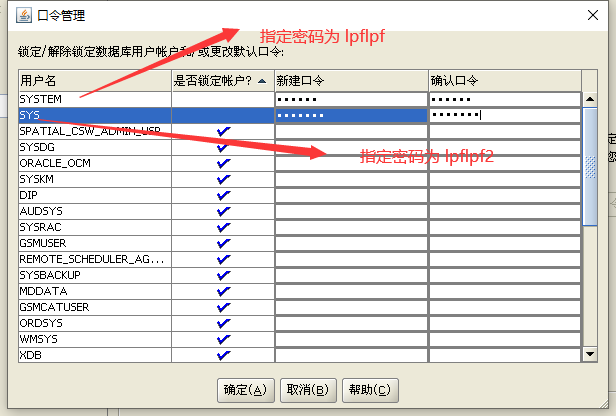 口令管理
指定密码为 lpflpf
锁定/解除锁定数据库用户帐户和/或更改默认口令:
用户名 是否锁定帐户? 新建口令 确认口令
SYSTEM •••••• ••••••
SYS ••••••• •••••••
SPATIAL_CSW_ADMIN_USR
指定密码为 lpflpf2
SYSDG
ORACLE_OCM
SYSKM
DIP
AUDSYS
SYSRAC
GSMUSER
REMOTE_SCHEDULER_AG...
SYSBACKUP
MDDATA
GSMCATUSER
ORDSYS
WMSYS
XDB
确定(A) 取消(B) 帮助(C)